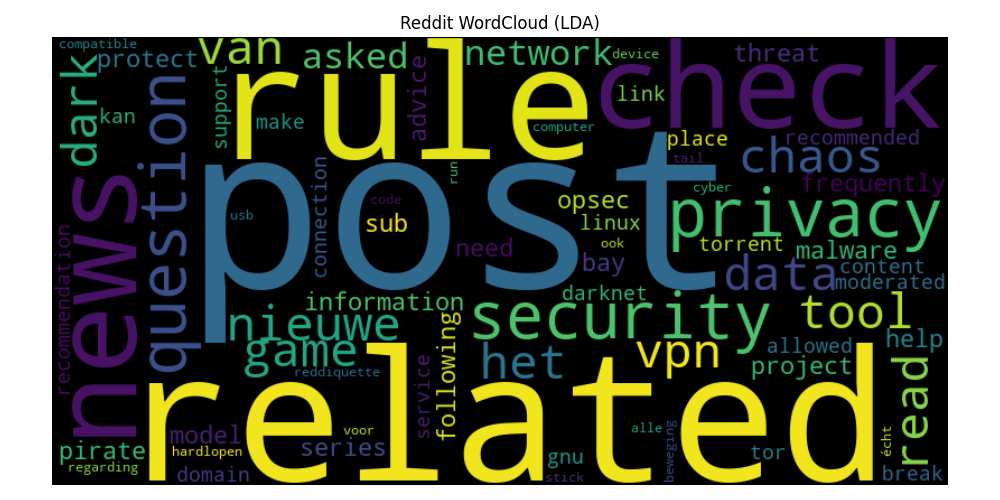 Reddit WordCloud (LDA)
compatible
protect
van
asked
network
device
threat
check
rule
dark
kan
question
support
make
advice
link
computer
place
recommended
tail
chaos
frequently
run
cyber
post
usb
connection
code
sub
opsec
linux
ook
privacy
need
bay
torrent
malware
news
data
content
moderated
darknet
information
recommendation
nieuwe
security
tool
game
following
het
vpn
allowed
help
reddiquette
project
related
service
read
model
voor
pirate
hardlopen
series
alle
beweging
tor
écht
regarding
domain
gnu
stick
break